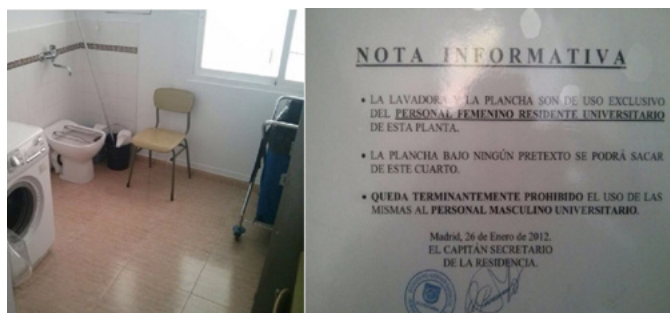 NOTA INFORMATIVA
• LA LAVADORA Y LA PLANCHA SON DE USO EXCLUSIVO
DEL PERSONAL FEMENINO RESIDENTE UNIVERSITARIO
DE ESTA PLANTA.
• LA PLANCHA BAJO NINGÚN PRETEXTO SE PODRÁ SACAR
DE ESTE CUARTO.
• QUEDA TERMINANTEMENTE PROHIBIDO EL USO DE LAS
MISMAS AL PERSONAL MASCULINO UNIVERSITARIO.
Madrid, 26 de Enero de 2012.
EL CAPITÁN SECRETARIO
DE LA RESIDENCIA.